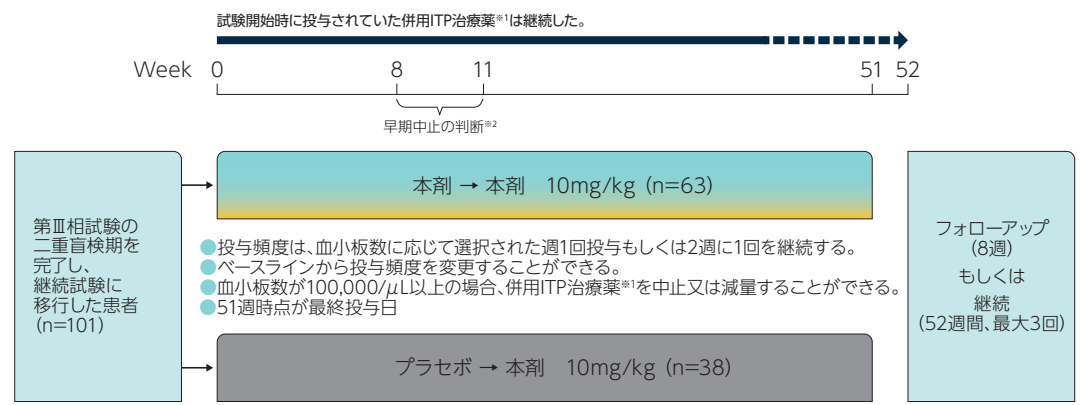 試験開始時に投与されていた併用ITP治療薬※1は継続した。
Week 0 8 11 51 52
早期中止の判断※2
第Ⅲ相試験の
二重盲検期を
完了し、
継続試験に
移行した患者
(n=101)
本剤 → 本剤 10mg/kg (n=63)
●投与頻度は、血小板数に応じて選択された週1回投与もしくは2週に1回を継続する。
●ベースラインから投与頻度を変更することができる。
●血小板数が100,000/μL以上の場合、併用ITP治療薬※1を中止又は減量することができる。
●51週時点が最終投与日
プラセボ → 本剤 10mg/kg (n=38)
フォローアップ
(8週)
もしくは
継続
(52週間、最大3回)